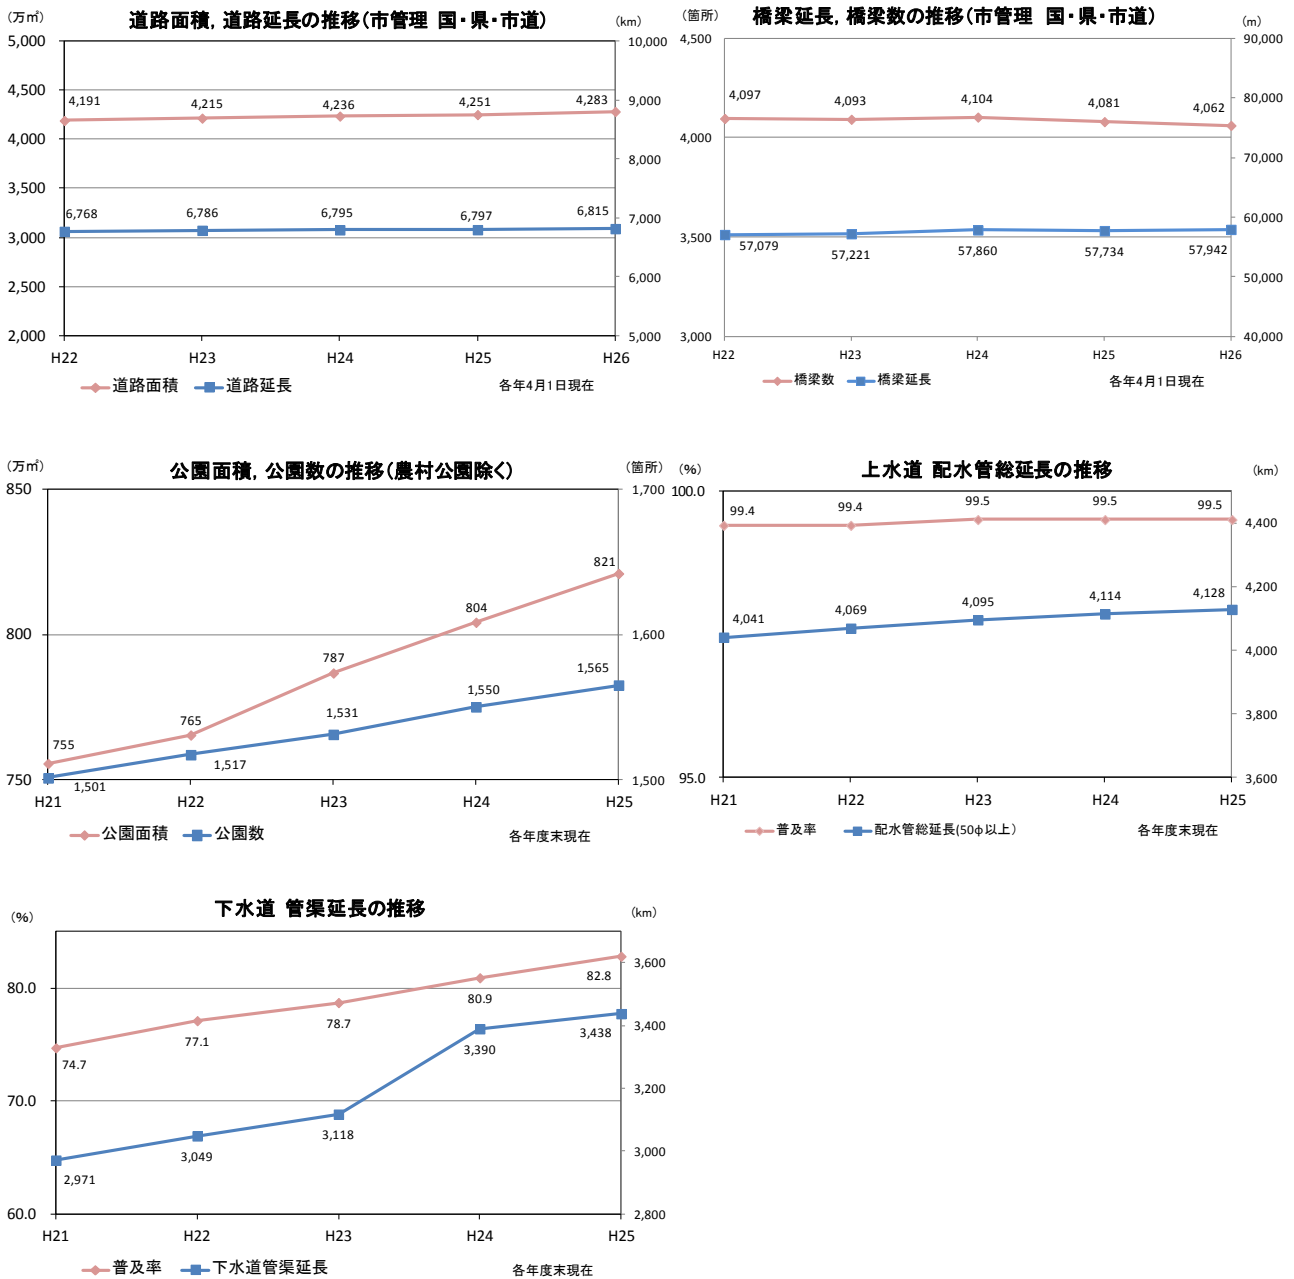 道路面積，道路延長の推移（市管理 国・県・市道）
(万㎡)
(km)
5,000
4,500
4,000
3,500
3,000
2,500
2,000
10,000
9,000
8,000
7,000
6,000
5,000
4,191 4,215 4,236 4,251 4,283
6,768 6,786 6,795 6,797 6,815
H22 H23 H24 H25 H26
道路面積 道路延長
各年4月1日現在
橋梁延長，橋梁数の推移（市管理 国・県・市道）
(箇所)
(m)
4,500
4,000
3,500
3,000
90,000
80,000
70,000
60,000
50,000
40,000
4,097 4,093 4,104 4,081 4,062
57,079 57,221 57,860 57,734 57,942
H22 H23 H24 H25 H26
橋梁数 橋梁延長
各年4月1日現在
公園面積，公園数の推移（農村公園除く）
(万㎡)
(箇所)
850
800
750
1,700
1,600
1,500
755 765 787 804 821
1,501 1,517 1,531 1,550 1,565
H21 H22 H23 H24 H25
公園面積 公園数
各年度末現在
上水道 配水管総延長の推移
(%)
(km)
100.0
95.0
4,400
4,200
4,000
3,800
3,600
99.4 99.4 99.5 99.5 99.5
4,041 4,069 4,095 4,114 4,128
H21 H22 H23 H24 H25
普及率 配水管総延長(50φ以上）
各年度末現在
下水道 管渠延長の推移
(%)
(km)
80.0
70.0
60.0
3,600
3,400
3,200
3,000
2,800
74.7 77.1 78.7 80.9 82.8
2,971 3,049 3,118 3,390 3,438
H21 H22 H23 H24 H25
普及率 下水道管渠延長
各年度末現在